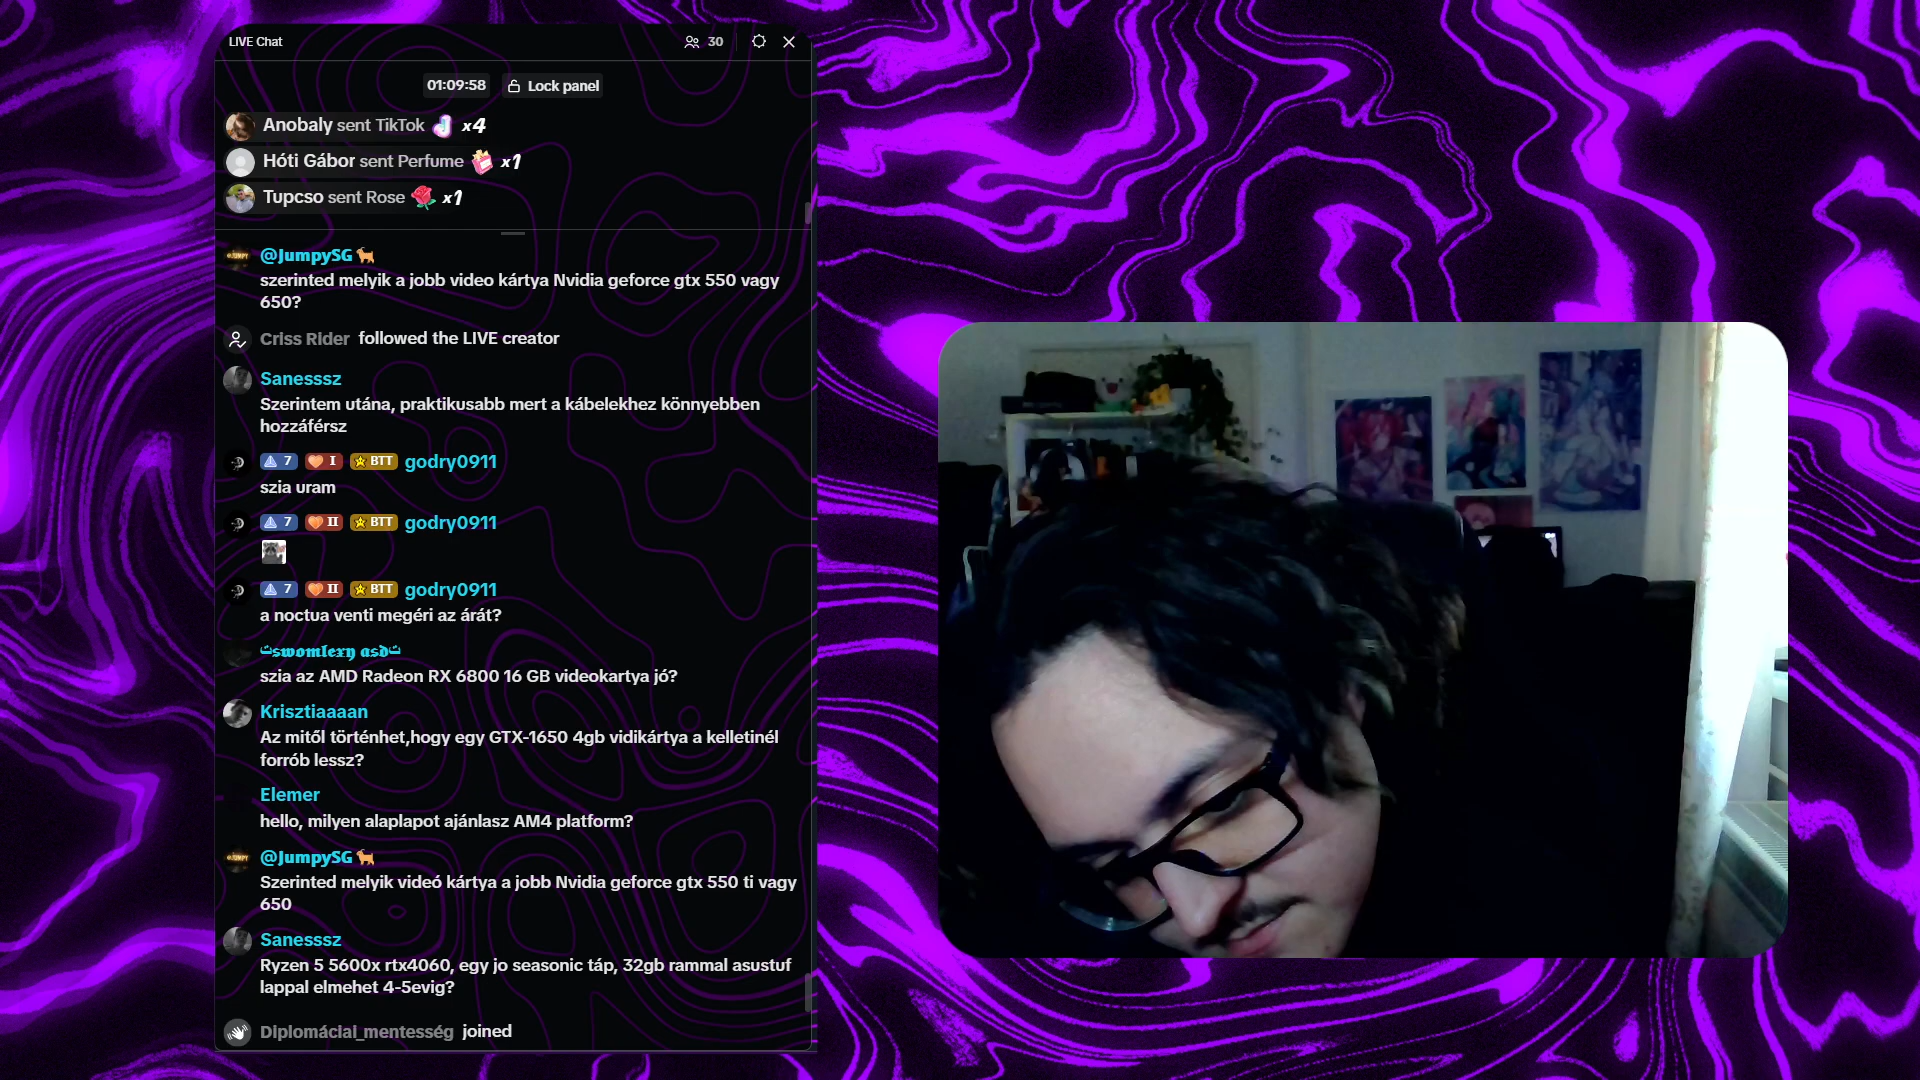 LIVE Chat
30
01:09:58
Lock panel
Anobaly sent TikTok x4
Hóti Gábor sent Perfume x1
Tupcso sent Rose x1
@JumpySG
szerinted melyik a jobb video kártya Nvidia geforce gtx 550 vagy
650?
Criss Rider followed the LIVE creator
Sanesssz
Szerintem utána, praktikusabb mert a kábelekhez könnyebben
hozzáférsz
7 I BTT godry0911
szia uram
7 II BTT godry0911
7 II BTT godry0911
a noctua venti megéri az árát?
swomlexy asd
szia az AMD Radeon RX 6800 16 GB videokartya jó?
Krisztiaaaan
Az mitől történhet,hogy egy GTX-1650 4gb vidikártya a kelletinél
forrób lessz?
Elemer
hello, milyen alaplapot ajánlasz AM4 platform?
@JumpySG
Szerinted melyik videó kártya a jobb Nvidia geforce gtx 550 ti vagy
650
Sanesssz
Ryzen 5 5600x rtx4060, egy jo seasonic táp, 32gb rammal asustuf
lappal elmehet 4-5evig?
Diplomáciai_mentesség joined